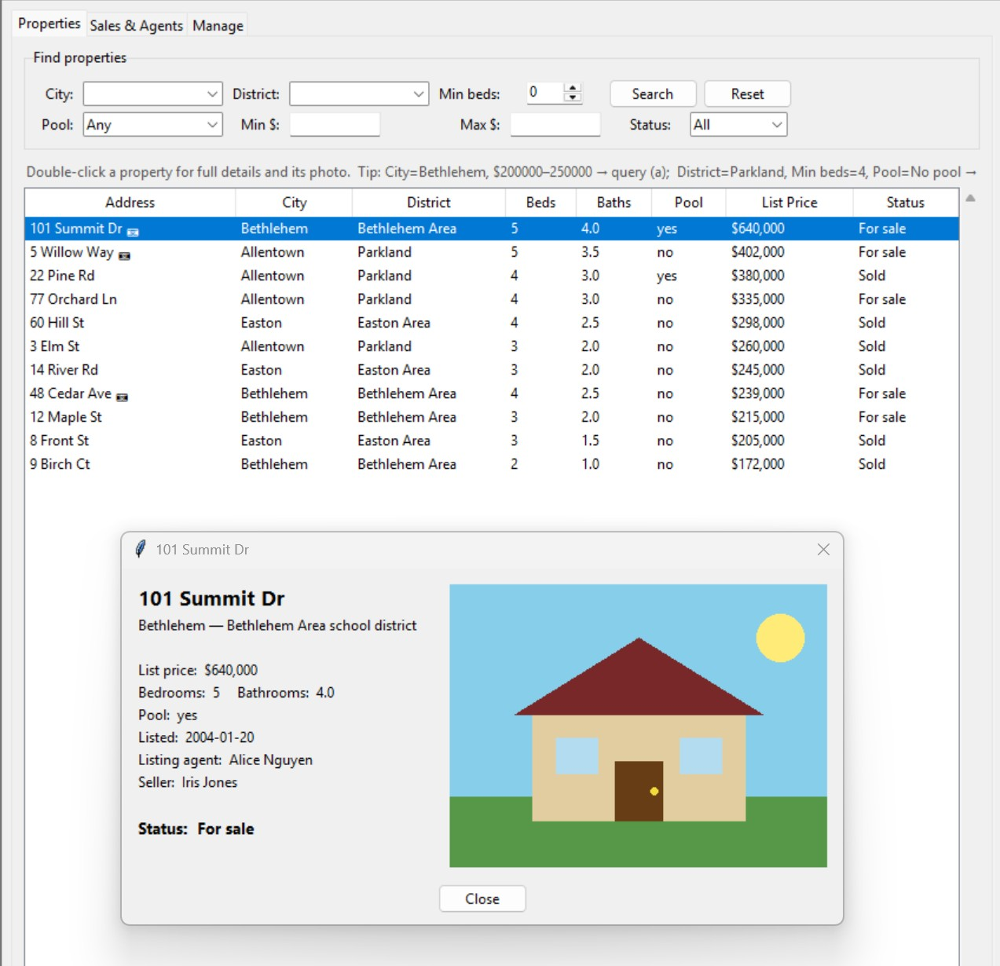 Properties Sales & Agents Manage
Find properties
City: District: Min beds: 0 Search Reset
Pool: Any Min $: Max $: Status: All
Double-click a property for full details and its photo. Tip: City=Bethlehem, $200000–250000 → query (a); District=Parkland, Min beds=4, Pool=No pool →
Address City District Beds Baths Pool List Price Status
101 Summit Dr Bethlehem Bethlehem Area 5 4.0 yes $640,000 For sale
5 Willow Way Allentown Parkland 5 3.5 no $402,000 For sale
22 Pine Rd Allentown Parkland 4 3.0 yes $380,000 Sold
77 Orchard Ln Allentown Parkland 4 3.0 no $335,000 For sale
60 Hill St Easton Easton Area 4 2.5 no $298,000 Sold
3 Elm St Allentown Parkland 3 2.0 no $260,000 Sold
14 River Rd Easton Easton Area 3 2.0 no $245,000 Sold
48 Cedar Ave Bethlehem Bethlehem Area 4 2.5 no $239,000 For sale
12 Maple St Bethlehem Bethlehem Area 3 2.0 no $215,000 For sale
8 Front St Easton Easton Area 3 1.5 no $205,000 Sold
9 Birch Ct Bethlehem Bethlehem Area 2 1.0 no $172,000 Sold
101 Summit Dr
101 Summit Dr
Bethlehem — Bethlehem Area school district
List price: $640,000
Bedrooms: 5 Bathrooms: 4.0
Pool: yes
Listed: 2004-01-20
Listing agent: Alice Nguyen
Seller: Iris Jones
Status: For sale
Close